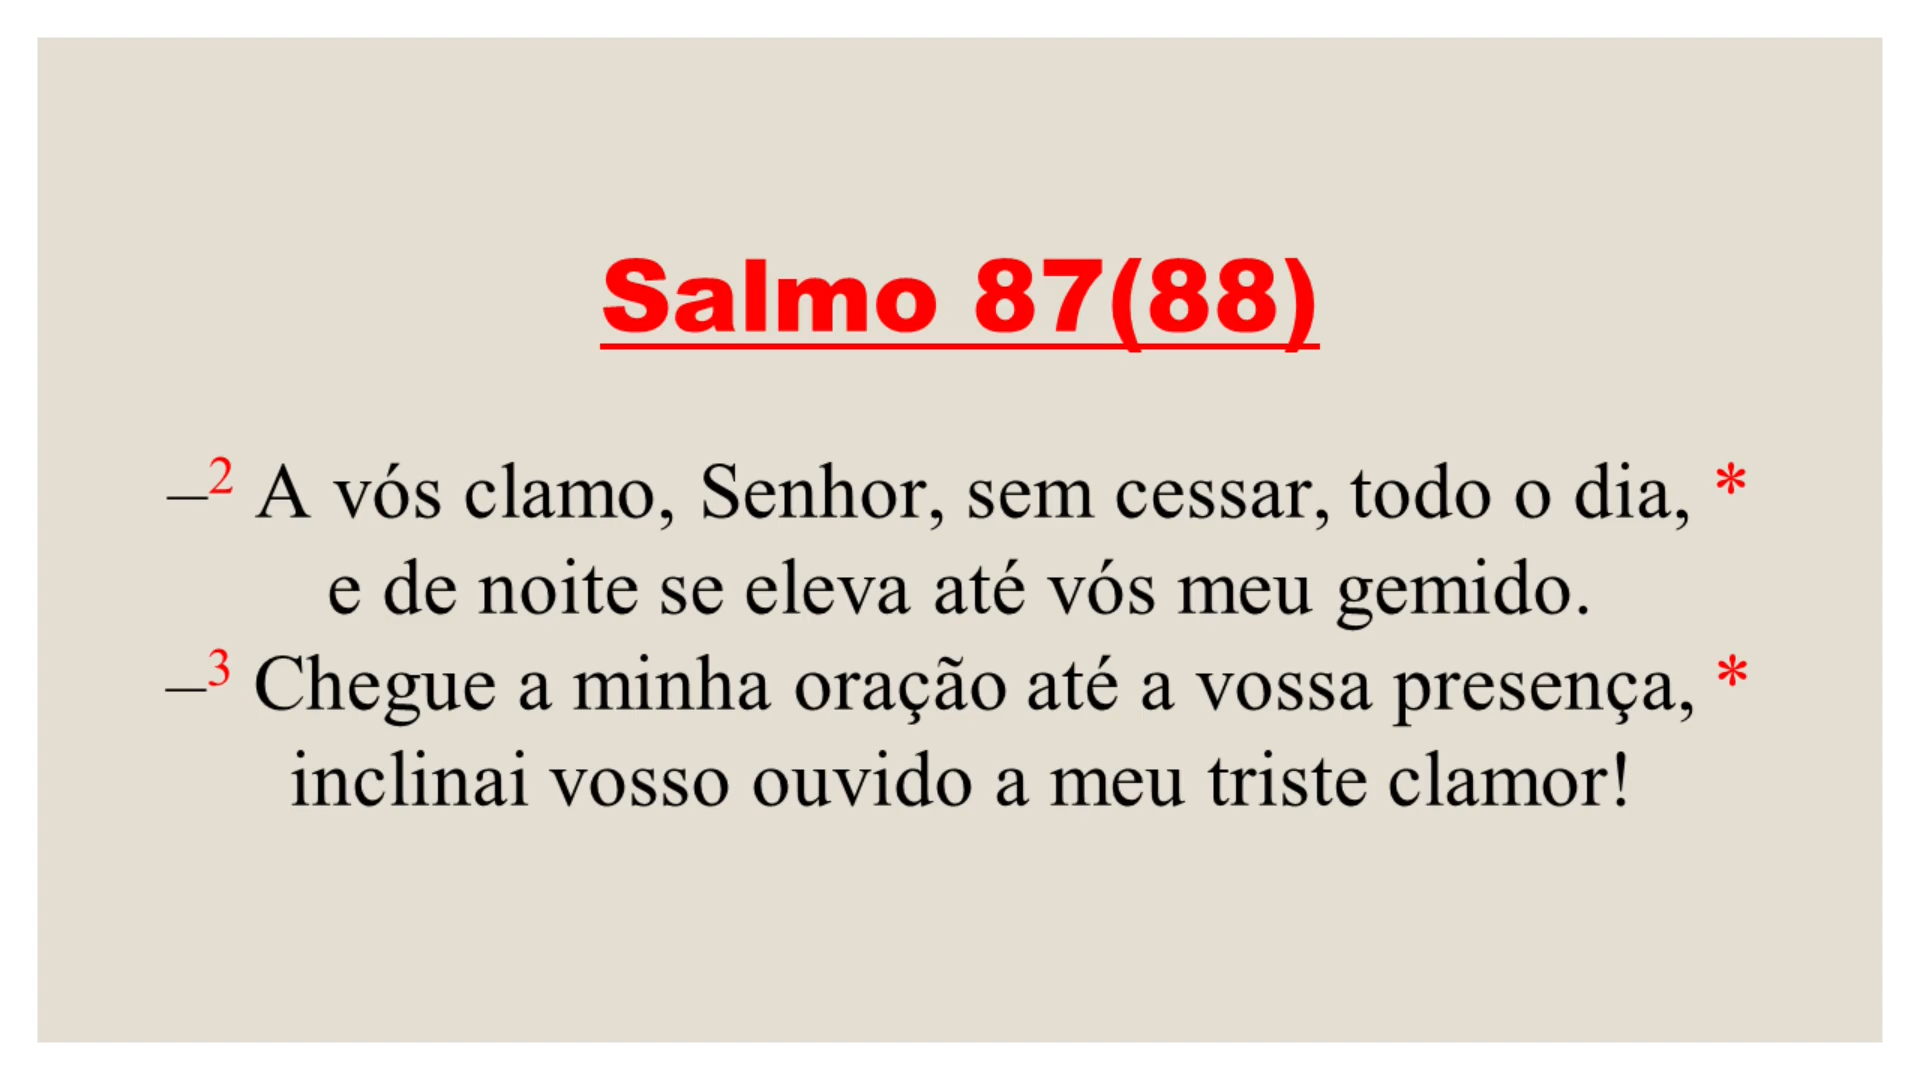 Salmo 87(88)
–² A vós clamo, Senhor, sem cessar, todo o dia, *
e de noite se eleva até vós meu gemido.
–³ Chegue a minha oração até a vossa presença, *
inclinai vosso ouvido a meu triste clamor!